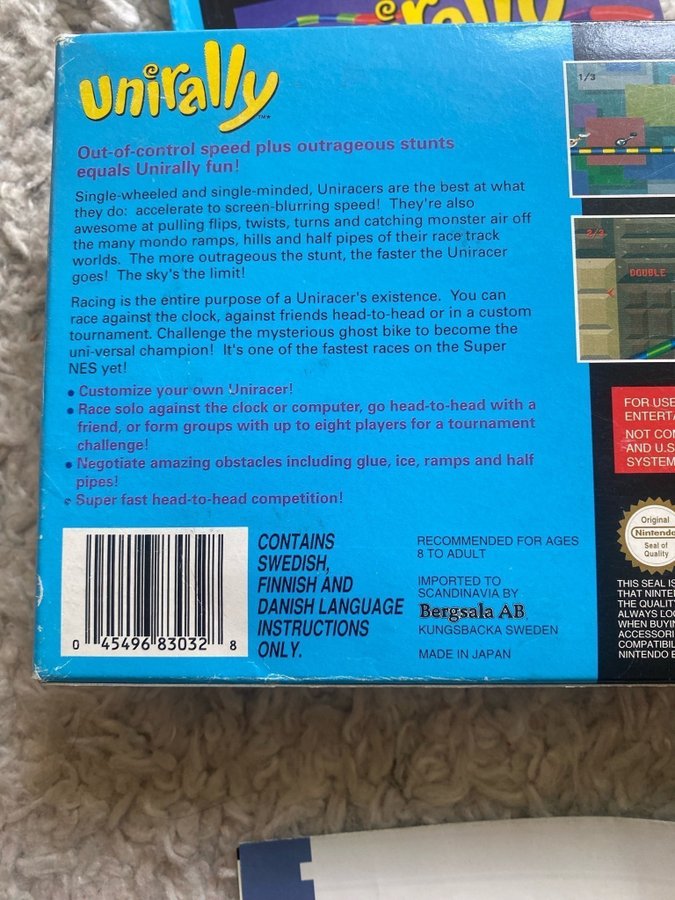 unirally
unirally™
Out-of-control speed plus outrageous stunts
equals Unirally fun!
Single-wheeled and single-minded, Uniracers are the best at what
they do: accelerate to screen-blurring speed! They're also
awesome at pulling flips, twists, turns and catching monster air off
the many mondo ramps, hills and half pipes of their race track
worlds. The more outrageous the stunt, the faster the Uniracer
goes! The sky's the limit!
Racing is the entire purpose of a Uniracer's existence. You can
race against the clock, against friends head-to-head or in a custom
tournament. Challenge the mysterious ghost bike to become the
uni-versal champion! It's one of the fastest races on the Super
NES yet!
• Customize your own Uniracer!
• Race solo against the clock or computer, go head-to-head with a
friend, or form groups with up to eight players for a tournament
challenge!
• Negotiate amazing obstacles including glue, ice, ramps and half
pipes!
• Super fast head-to-head competition!
0 45496 83032 8
CONTAINS
SWEDISH,
FINNISH AND
DANISH LANGUAGE
INSTRUCTIONS
ONLY.
RECOMMENDED FOR AGES
8 TO ADULT
IMPORTED TO
SCANDINAVIA BY
Bergsala AB
KUNGSBACKA SWEDEN
MADE IN JAPAN
1/3
2/3
DOUBLE
FOR USE
NOT
AND U.S
SYSTEM
Original
Nintendo
Seal of
Quality
THIS SEAL IS
THAT
THE
ALWAYS
WHEN
NINTENDO